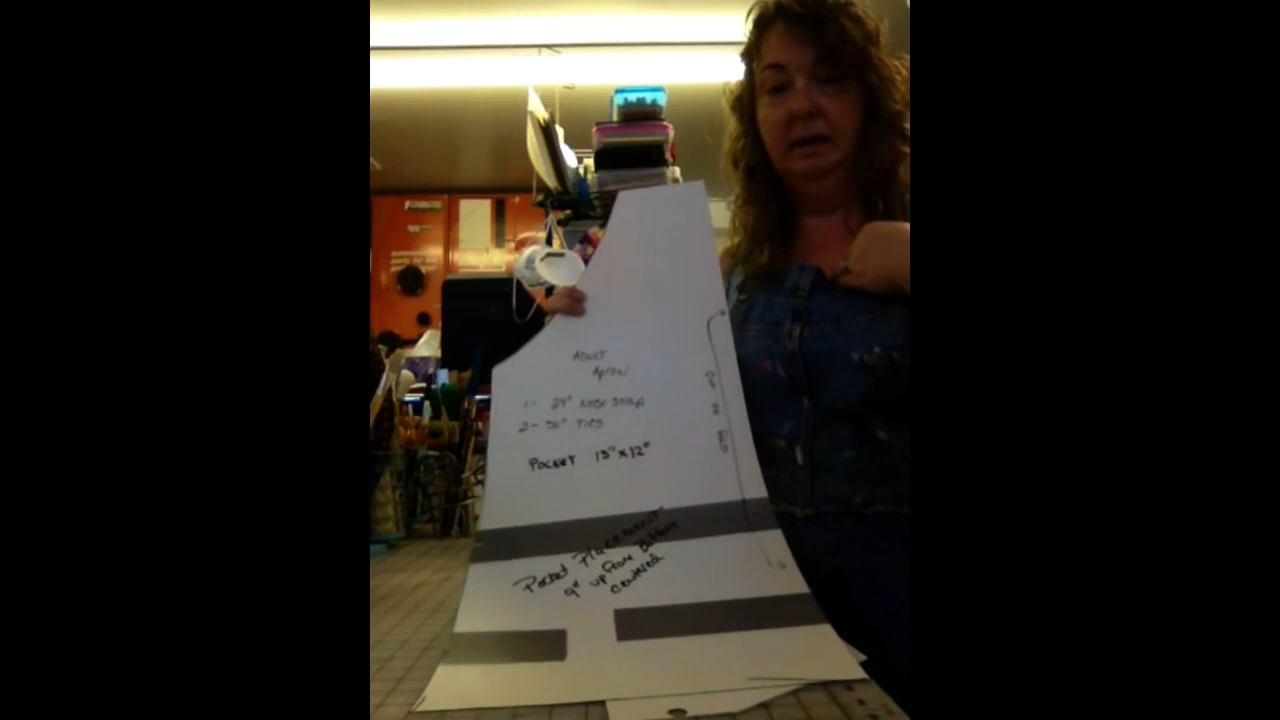 ADULT
Apron
1- 24" NECK STRAP
2- 30" TIES
POCKET 13" x 12"
Pocket Placement
9" up from Bottom
Centered